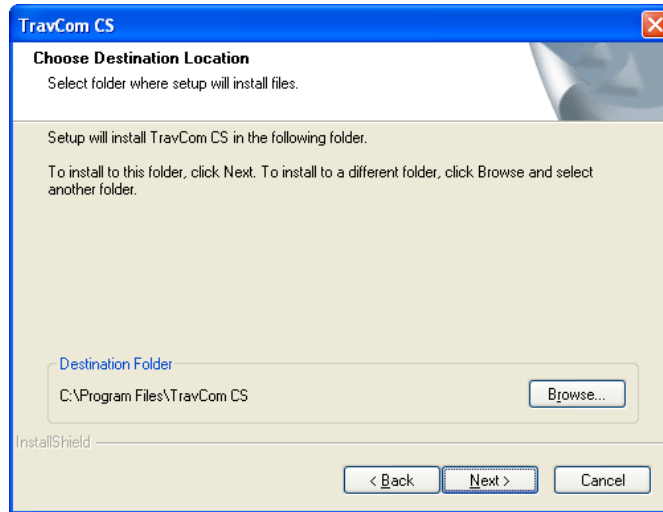 TravCom CS
Choose Destination Location
Select folder where setup will install files.
Setup will install TravCom CS in the following folder.
To install to this folder, click Next. To install to a different folder, click Browse and select
another folder.
Destination Folder
C:\Program Files\TravCom CS
Browse...
InstallShield
< Back
Next >
Cancel